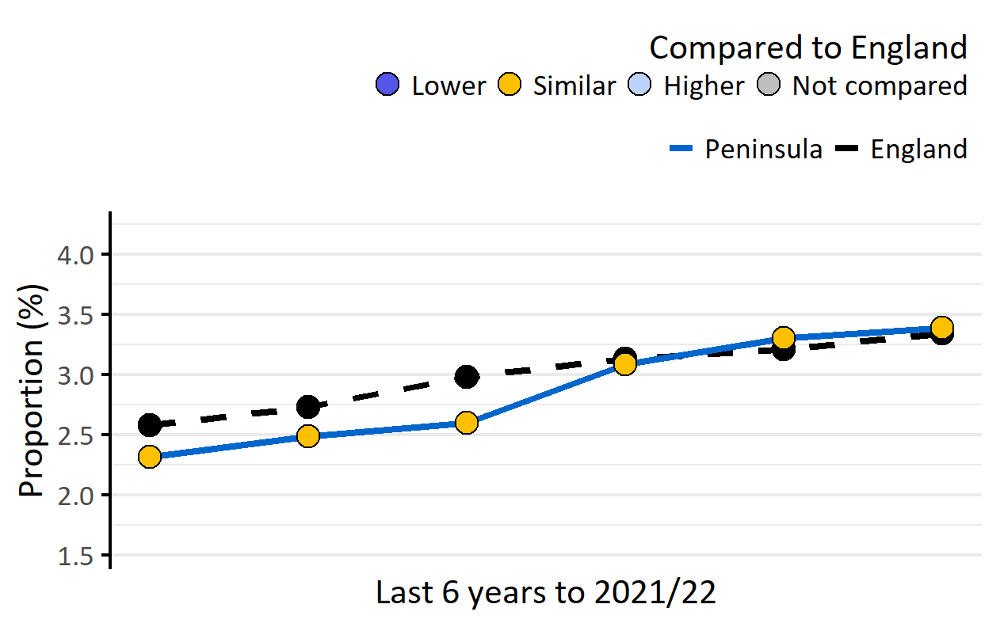 Compared to England
Lower Similar Higher Not compared
Peninsula England
Proportion (%)
4.0
3.5
3.0
2.5
2.0
1.5
Last 6 years to 2021/22